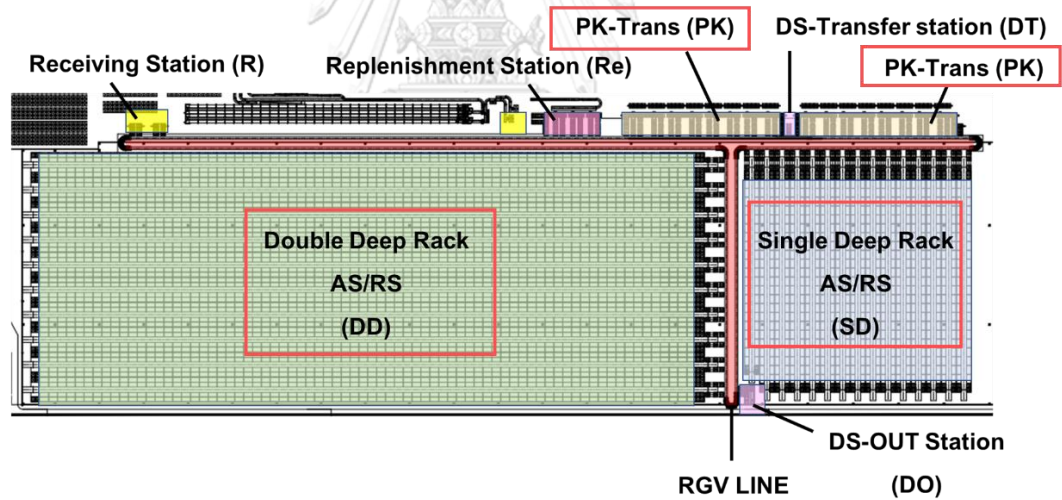 PK-Trans (PK)
DS-Transfer station (DT)
Receiving Station (R)
Replenishment Station (Re)
PK-Trans (PK)
Double Deep Rack
AS/RS
(DD)
Single Deep Rack
AS/RS
(SD)
DS-OUT Station
(DO)
RGV LINE